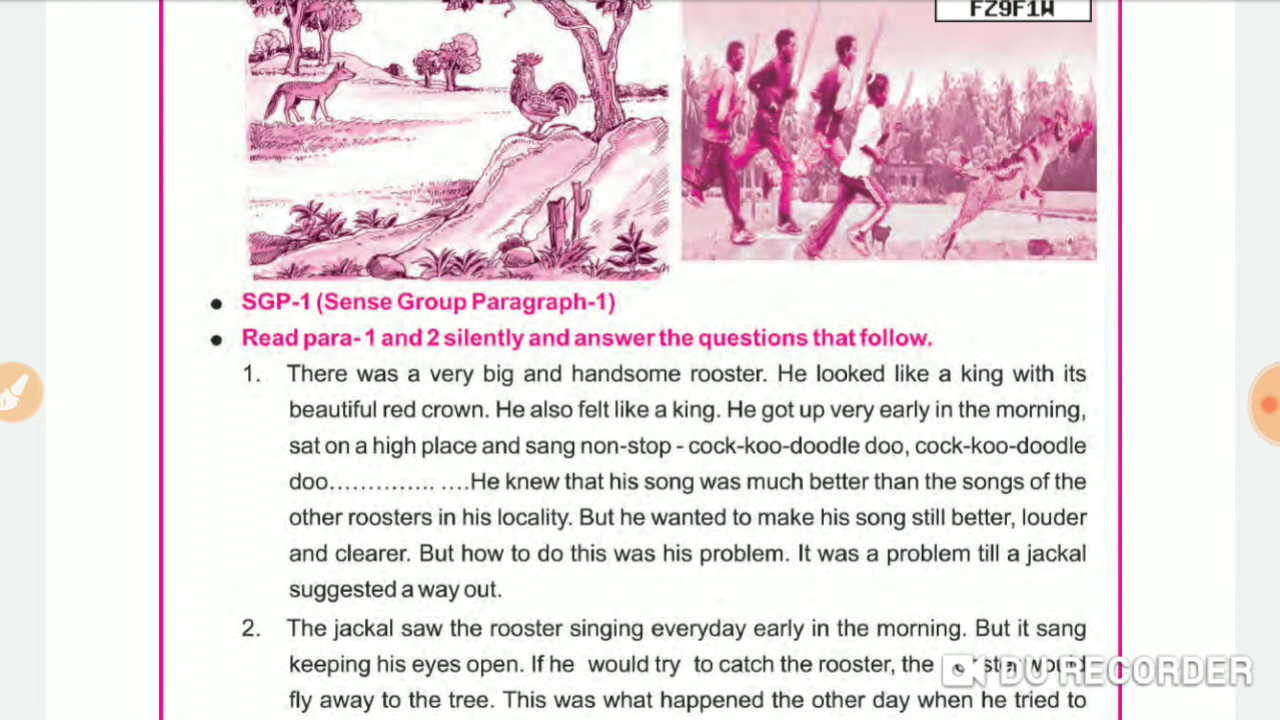 FZ9F1W
SGP-1 (Sense Group Paragraph-1)
Read para- 1 and 2 silently and answer the questions that follow.
1. There was a very big and handsome rooster. He looked like a king with its
beautiful red crown. He also felt like a king. He got up very early in the morning,
sat on a high place and sang non-stop - cock-koo-doodle doo, cock-koo-doodle
doo.............. ....He knew that his song was much better than the songs of the
other roosters in his locality. But he wanted to make his song still better, louder
and clearer. But how to do this was his problem. It was a problem till a jackal
suggested a way out.
2. The jackal saw the rooster singing everyday early in the morning. But it sang
keeping his eyes open. If he would try to catch the rooster, the would
fly away to the tree. This was what happened the other day when he tried to
DU RECORDER